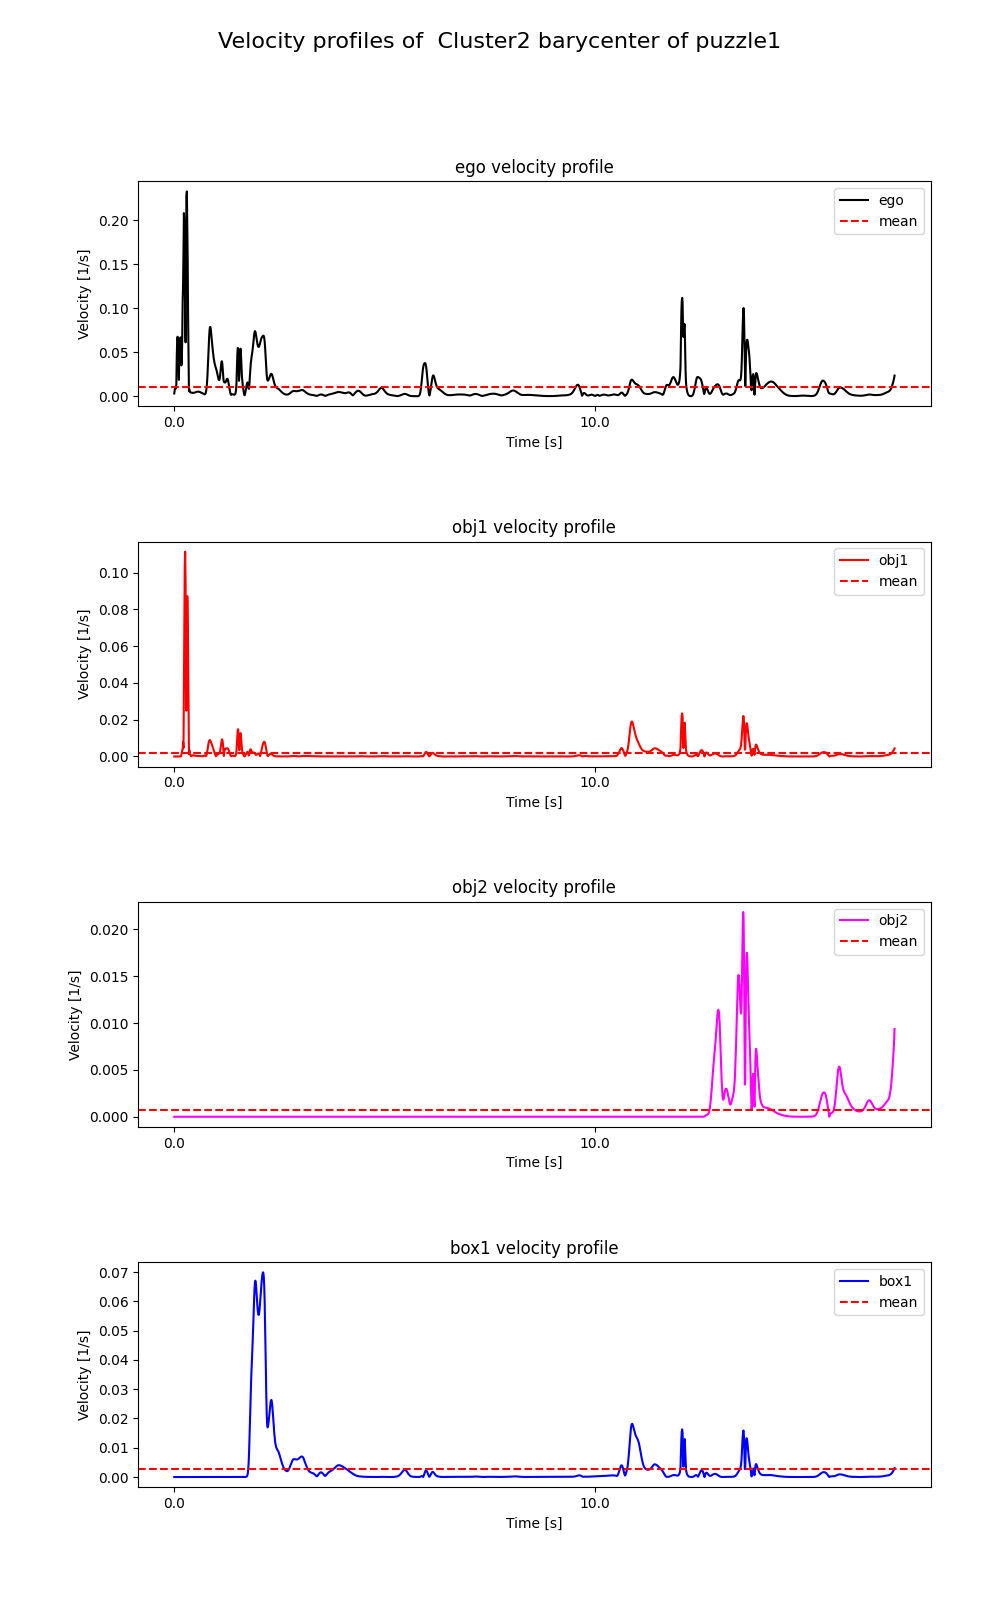 Velocity profiles of  Cluster2 barycenter of puzzle1
ego velocity profile
Velocity [1/s]
0.20
0.15
0.10
0.05
0.00
ego
mean
0.0
10.0
Time [s]
obj1 velocity profile
Velocity [1/s]
0.10
0.08
0.06
0.04
0.02
0.00
obj1
mean
0.0
10.0
Time [s]
obj2 velocity profile
Velocity [1/s]
0.020
0.015
0.010
0.005
0.000
obj2
mean
0.0
10.0
Time [s]
box1 velocity profile
Velocity [1/s]
0.07
0.06
0.05
0.04
0.03
0.02
0.01
0.00
box1
mean
0.0
10.0
Time [s]